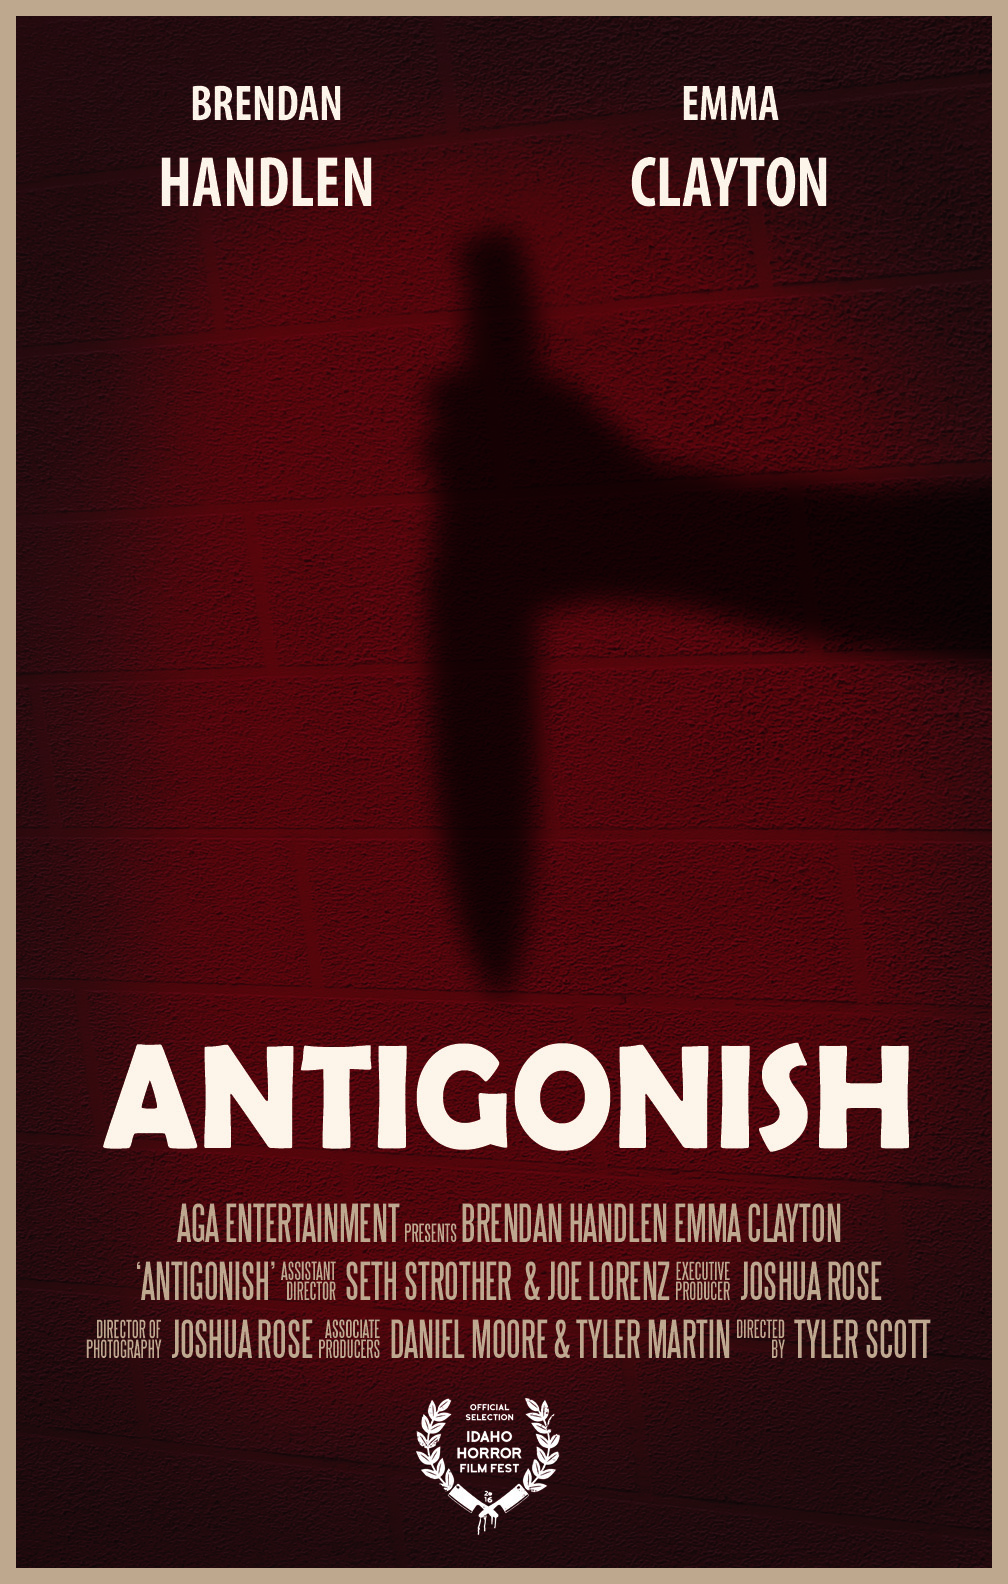 BRENDAN
HANDLEN
EMMA
CLAYTON
ANTIGONISH
AGA ENTERTAINMENT PRESENTS BRENDAN HANDLEN EMMA CLAYTON
‘ANTIGONISH’ ASSISTANT DIRECTOR SETH STROTHER & JOE LORENZ EXECUTIVE PRODUCER JOSHUA ROSE
DIRECTOR OF PHOTOGRAPHY JOSHUA ROSE ASSOCIATE PRODUCERS DANIEL MOORE & TYLER MARTIN DIRECTED BY TYLER SCOTT
OFFICIAL
SELECTION
IDAHO
HORROR
FILM FEST
20
16